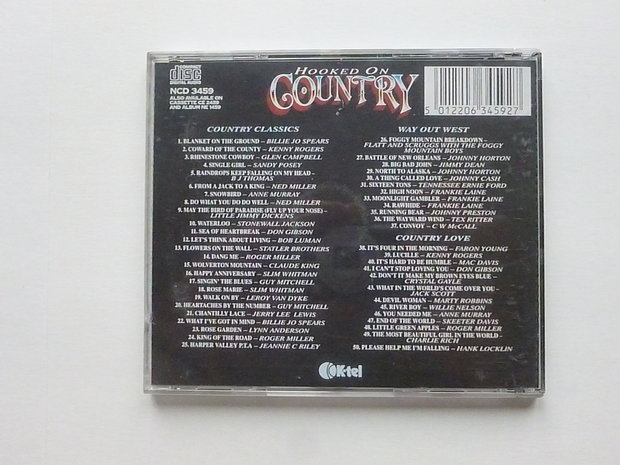 COMPACT
disc
DIGITAL AUDIO
NCD 3459
ALSO AVAILABLE ON
CASSETTE CE 2459
AND ALBUM NE 1459
HOOKED ON
COUNTRY
5 012206 345927
COUNTRY CLASSICS
1. BLANKET ON THE GROUND – BILLIE JO SPEARS
2. COWARD OF THE COUNTY – KENNY ROGERS
3. RHINESTONE COWBOY – GLEN CAMPBELL
4. SINGLE GIRL – SANDY POSEY
5. RAINDROPS KEEP FALLING ON MY HEAD –
B J THOMAS
6. FROM A JACK TO A KING – NED MILLER
7. SNOWBIRD – ANNE MURRAY
8. DO WHAT YOU DO DO WELL – NED MILLER
9. MAY THE BIRD OF PARADISE (FLY UP YOUR NOSE) –
LITTLE JIMMY DICKENS
10. WATERLOO – STONEWALL JACKSON
11. SEA OF HEARTBREAK – DON GIBSON
12. LET'S THINK ABOUT LIVING – BOB LUMAN
13. FLOWERS ON THE WALL – STATLER BROTHERS
14. DANG ME – ROGER MILLER
15. WOLVERTON MOUNTAIN – CLAUDE KING
16. HAPPY ANNIVERSARY – SLIM WHITMAN
17. SINGIN' THE BLUES – GUY MITCHELL
18. ROSE MARIE – SLIM WHITMAN
19. WALK ON BY – LEROY VAN DYKE
20. HEARTACHES BY THE NUMBER – GUY MITCHELL
21. CHANTILLY LACE – JERRY LEE LEWIS
22. WHAT I'VE GOT IN MIND – BILLIE JO SPEARS
23. ROSE GARDEN – LYNN ANDERSON
24. KING OF THE ROAD – ROGER MILLER
25. HARPER VALLEY P.T.A – JEANNIE C RILEY
WAY OUT WEST
26. FOGGY MOUNTAIN BREAKDOWN –
FLATT AND SCRUGGS WITH THE FOGGY
MOUNTAIN BOYS
27. BATTLE OF NEW ORLEANS – JOHNNY HORTON
28. BIG BAD JOHN – JIMMY DEAN
29. NORTH TO ALASKA – JOHNNY HORTON
30. A THING CALLED LOVE – JOHNNY CASH
31. SIXTEEN TONS – TENNESSEE ERNIE FORD
32. HIGH NOON – FRANKIE LAINE
33. MOONLIGHT GAMBLER – FRANKIE LAINE
34. RAWHIDE – FRANKIE LAINE
35. RUNNING BEAR – JOHNNY PRESTON
36. THE WAYWARD WIND – TEX RITTER
37. CONVOY – C W McCALL
COUNTRY LOVE
38. IT'S FOUR IN THE MORNING – FARON YOUNG
39. LUCILLE – KENNY ROGERS
40. IT'S HARD TO BE HUMBLE – MAC DAVIS
41. I CAN'T STOP LOVING YOU – DON GIBSON
42. DON'T IT MAKE MY BROWN EYES BLUE –
CRYSTAL GAYLE
43. WHAT IN THE WORLD'S COME OVER YOU –
JACK SCOTT
44. DEVIL WOMAN – MARTY ROBBINS
45. RIVER BOY – WILLIE NELSON
46. YOU NEEDED ME – ANNE MURRAY
47. END OF THE WORLD – SKEETER DAVIS
48. LITTLE GREEN APPLES – ROGER MILLER
49. THE MOST BEAUTIFUL GIRL IN THE WORLD –
CHARLIE RICH
50. PLEASE HELP ME I'M FALLING – HANK LOCKLIN
K-tel